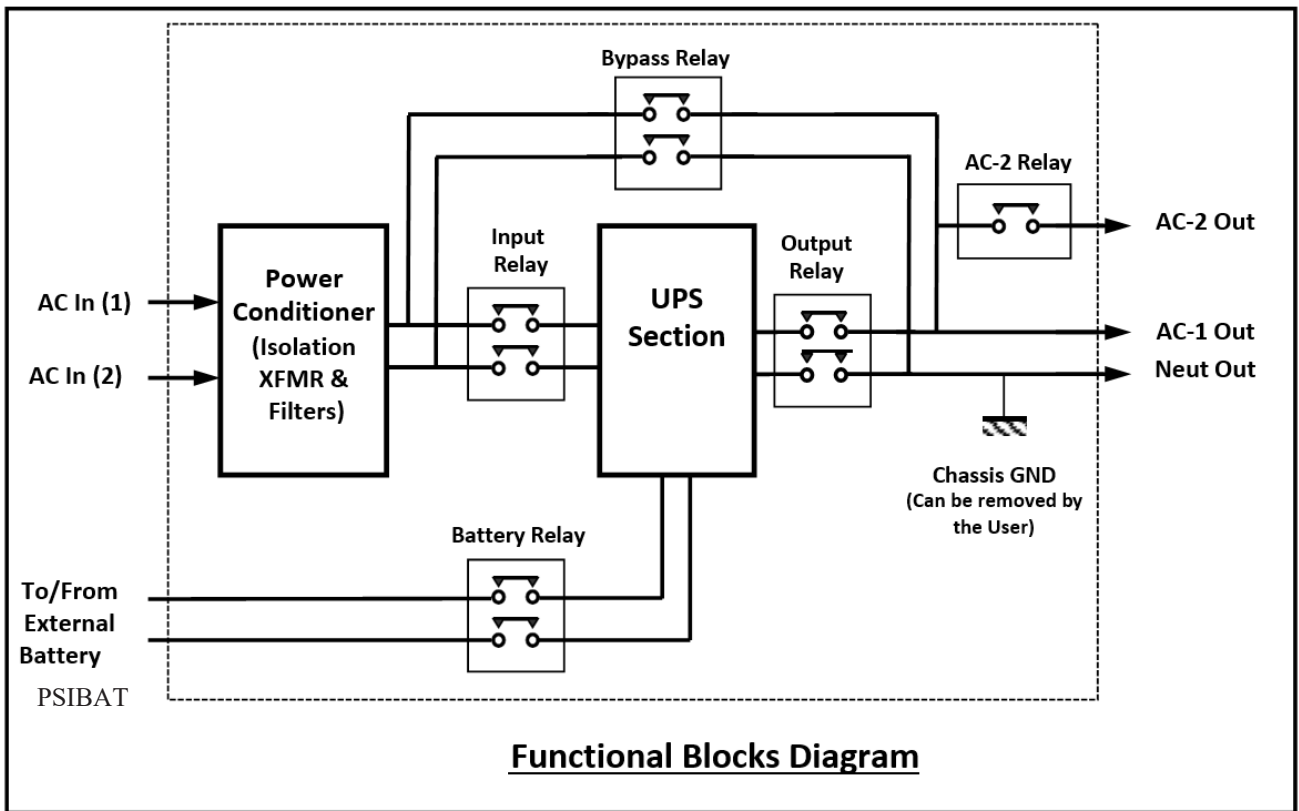 Bypass Relay
AC-2 Relay
AC-2 Out
Input
Relay
Output
Relay
Power
Conditioner
(Isolation
XFMR &
Filters)
UPS
Section
AC In (1)
AC In (2)
AC-1 Out
Neut Out
Chassis GND
(Can be removed by
the User)
Battery Relay
To/From
External
Battery
PSIBAT
Functional Blocks Diagram